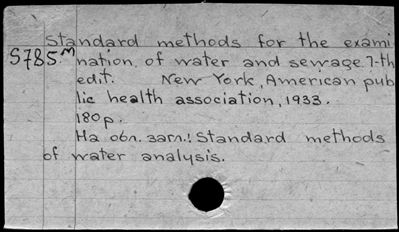 Standard methods for the exami
S785m nation of water and sewage. 7-th
edit. New York, American pub
lic health association, 1933.
180p.
На обл. загл.: Standard methods
of water analysis.